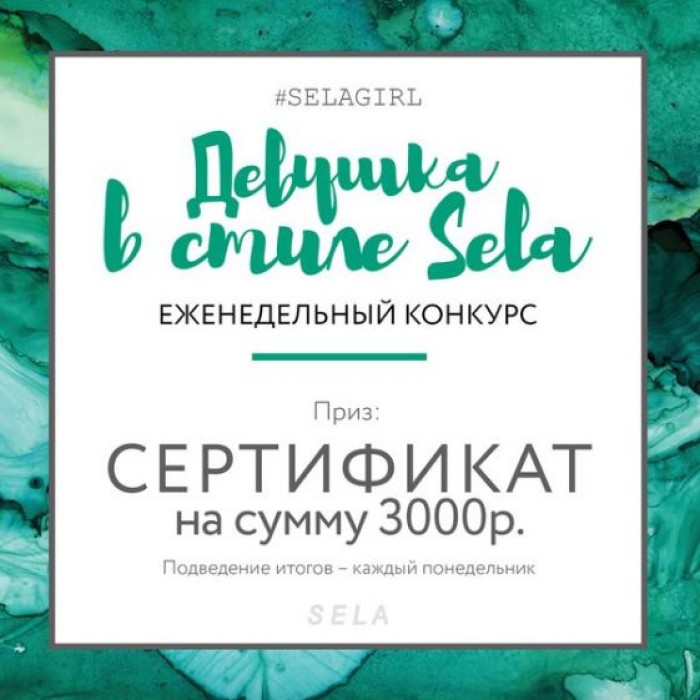 #SELAGIRL
Девушка
в стиле Sela
ЕЖЕНЕДЕЛЬНЫЙ КОНКУРС
Приз:
СЕРТИФИКАТ
на сумму 3000р.
Подведение итогов – каждый понедельник
SELA